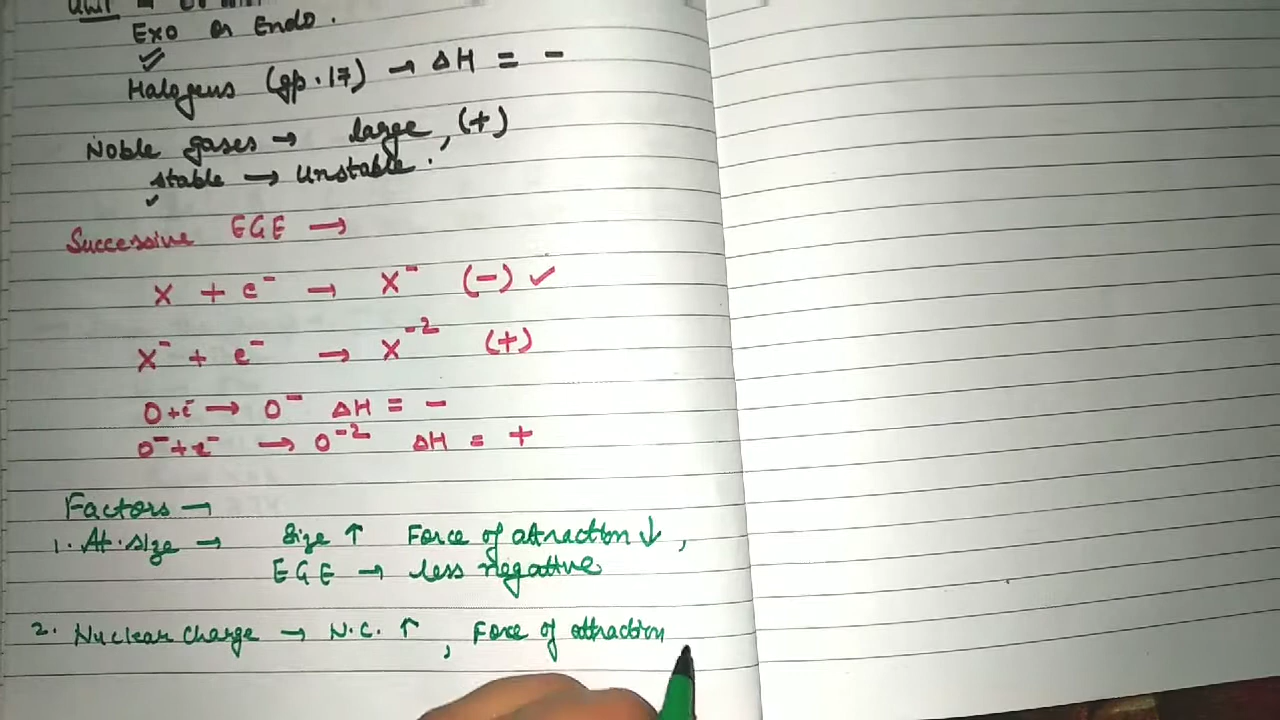 Unit
Exo or Endo.
Halogens (gp.17) → ΔH = -
Noble gases → large, (+)
stable → Unstable.
Successive EGE →
X + e⁻ → X⁻ (-) ✓
X⁻ + e⁻ → X⁻² (+)
O+e⁻ → O⁻ ΔH = -
O⁻+e⁻ → O⁻² ΔH = +
Factors →
1. At. size → Size ↑ Force of attraction ↓,
EGE → less negative
2. Nuclear charge → N.C. ↑, Force of attraction